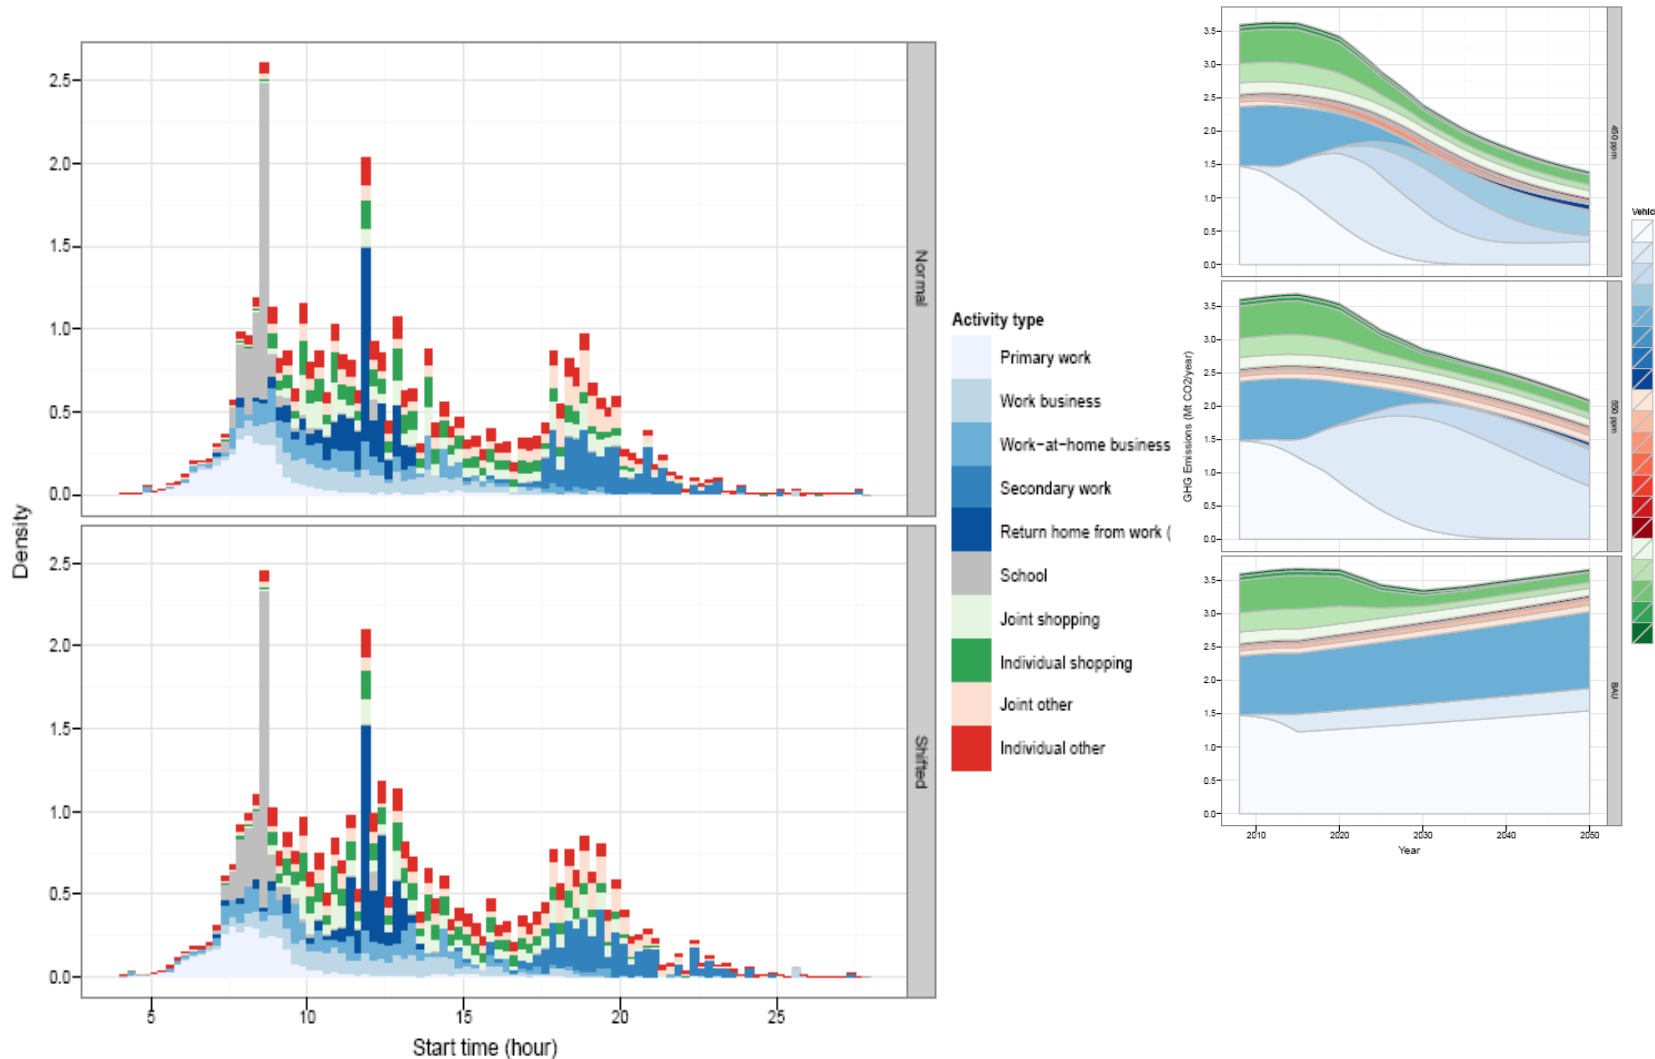 Density
2.5
2.0
1.5
1.0
0.5
0.0
Normal
2.5
2.0
1.5
1.0
0.5
0.0
Shifted
5
10
15
20
25
Start time (hour)
Activity type
Primary work
Work business
Work-at-home business
Secondary work
Return home from work (
School
Joint shopping
Individual shopping
Joint other
Individual other
GHG Emissions (Mt CO2/year)
3.5
3.0
2.5
2.0
1.5
1.0
0.5
0.0
450 ppm
3.5
3.0
2.5
2.0
1.5
1.0
0.5
0.0
550 ppm
3.5
3.0
2.5
2.0
1.5
1.0
0.5
0.0
BAU
2010
2020
2030
2040
2050
Year
Vehic